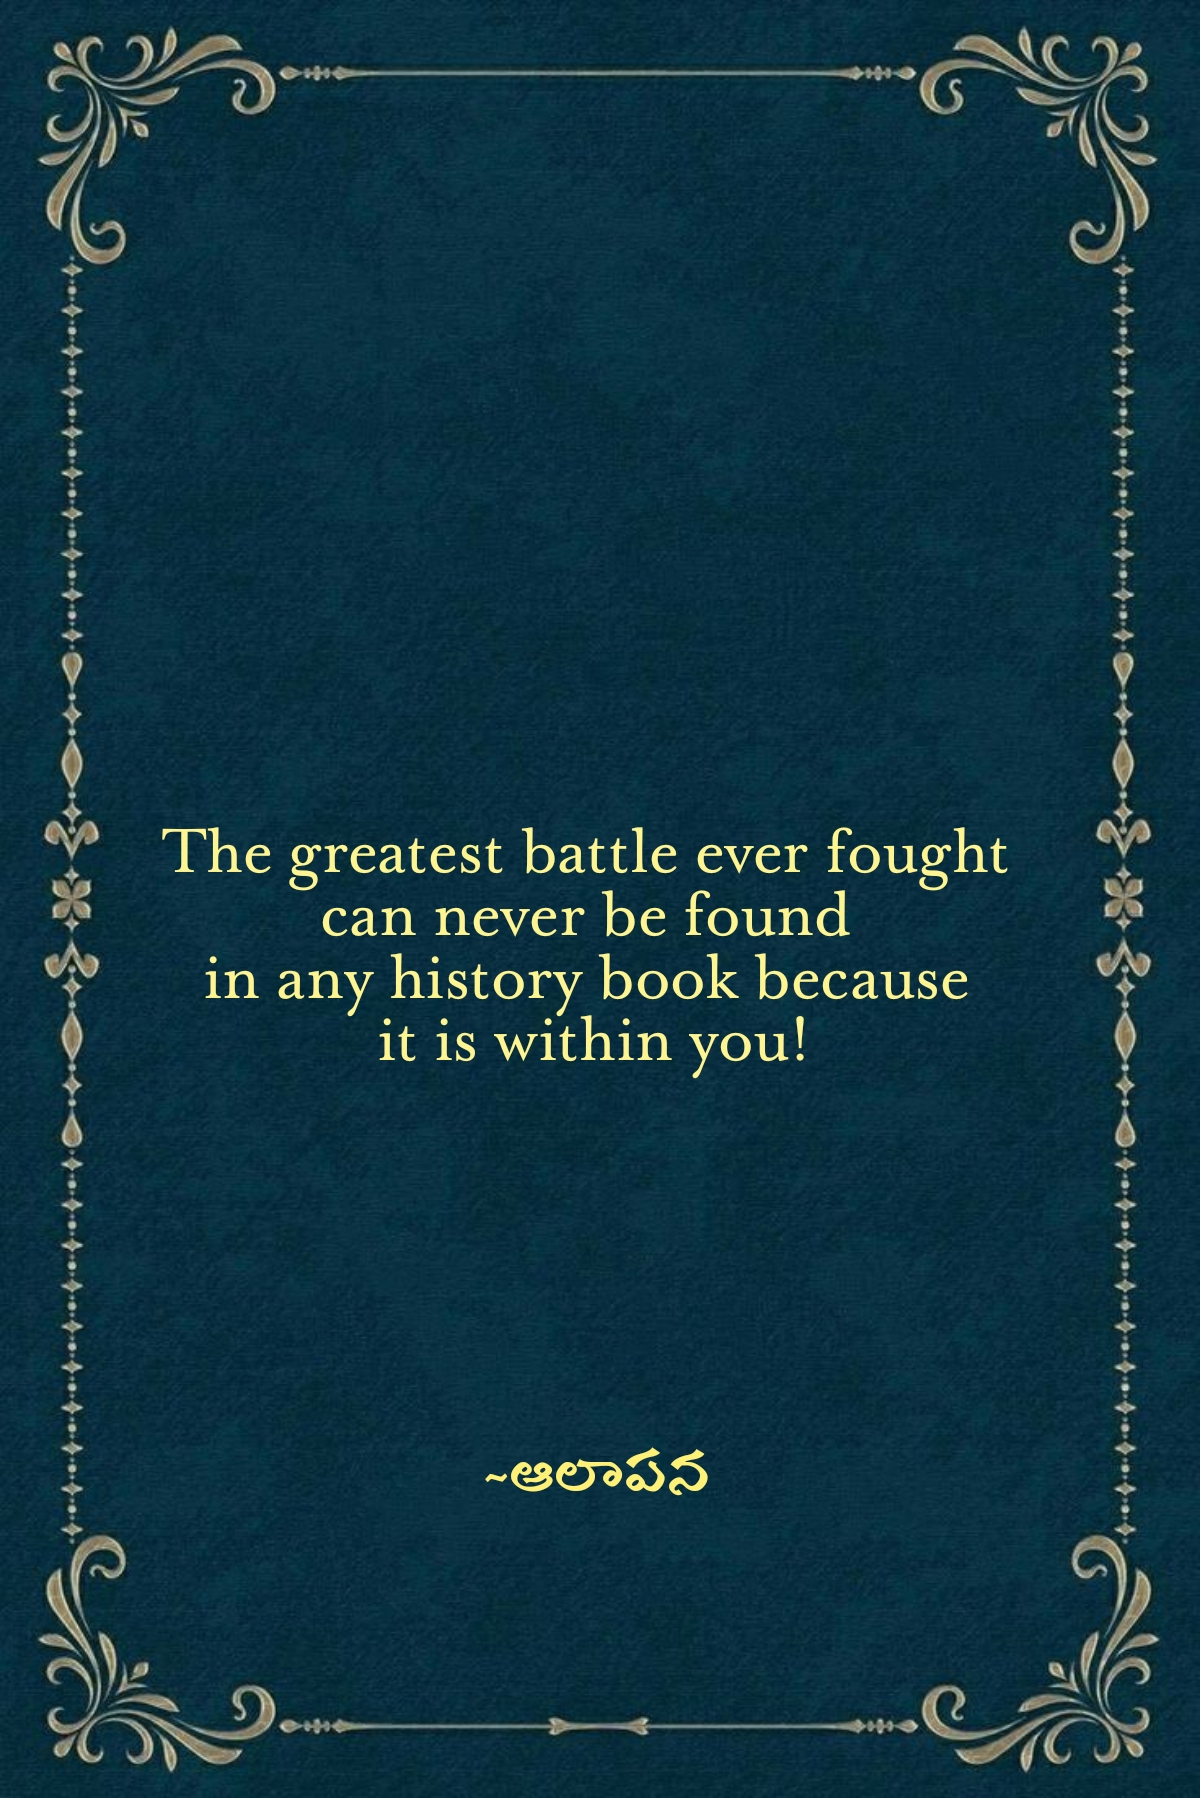 The greatest battle ever fought
can never be found
in any history book because
it is within you!
~ఆలాపన